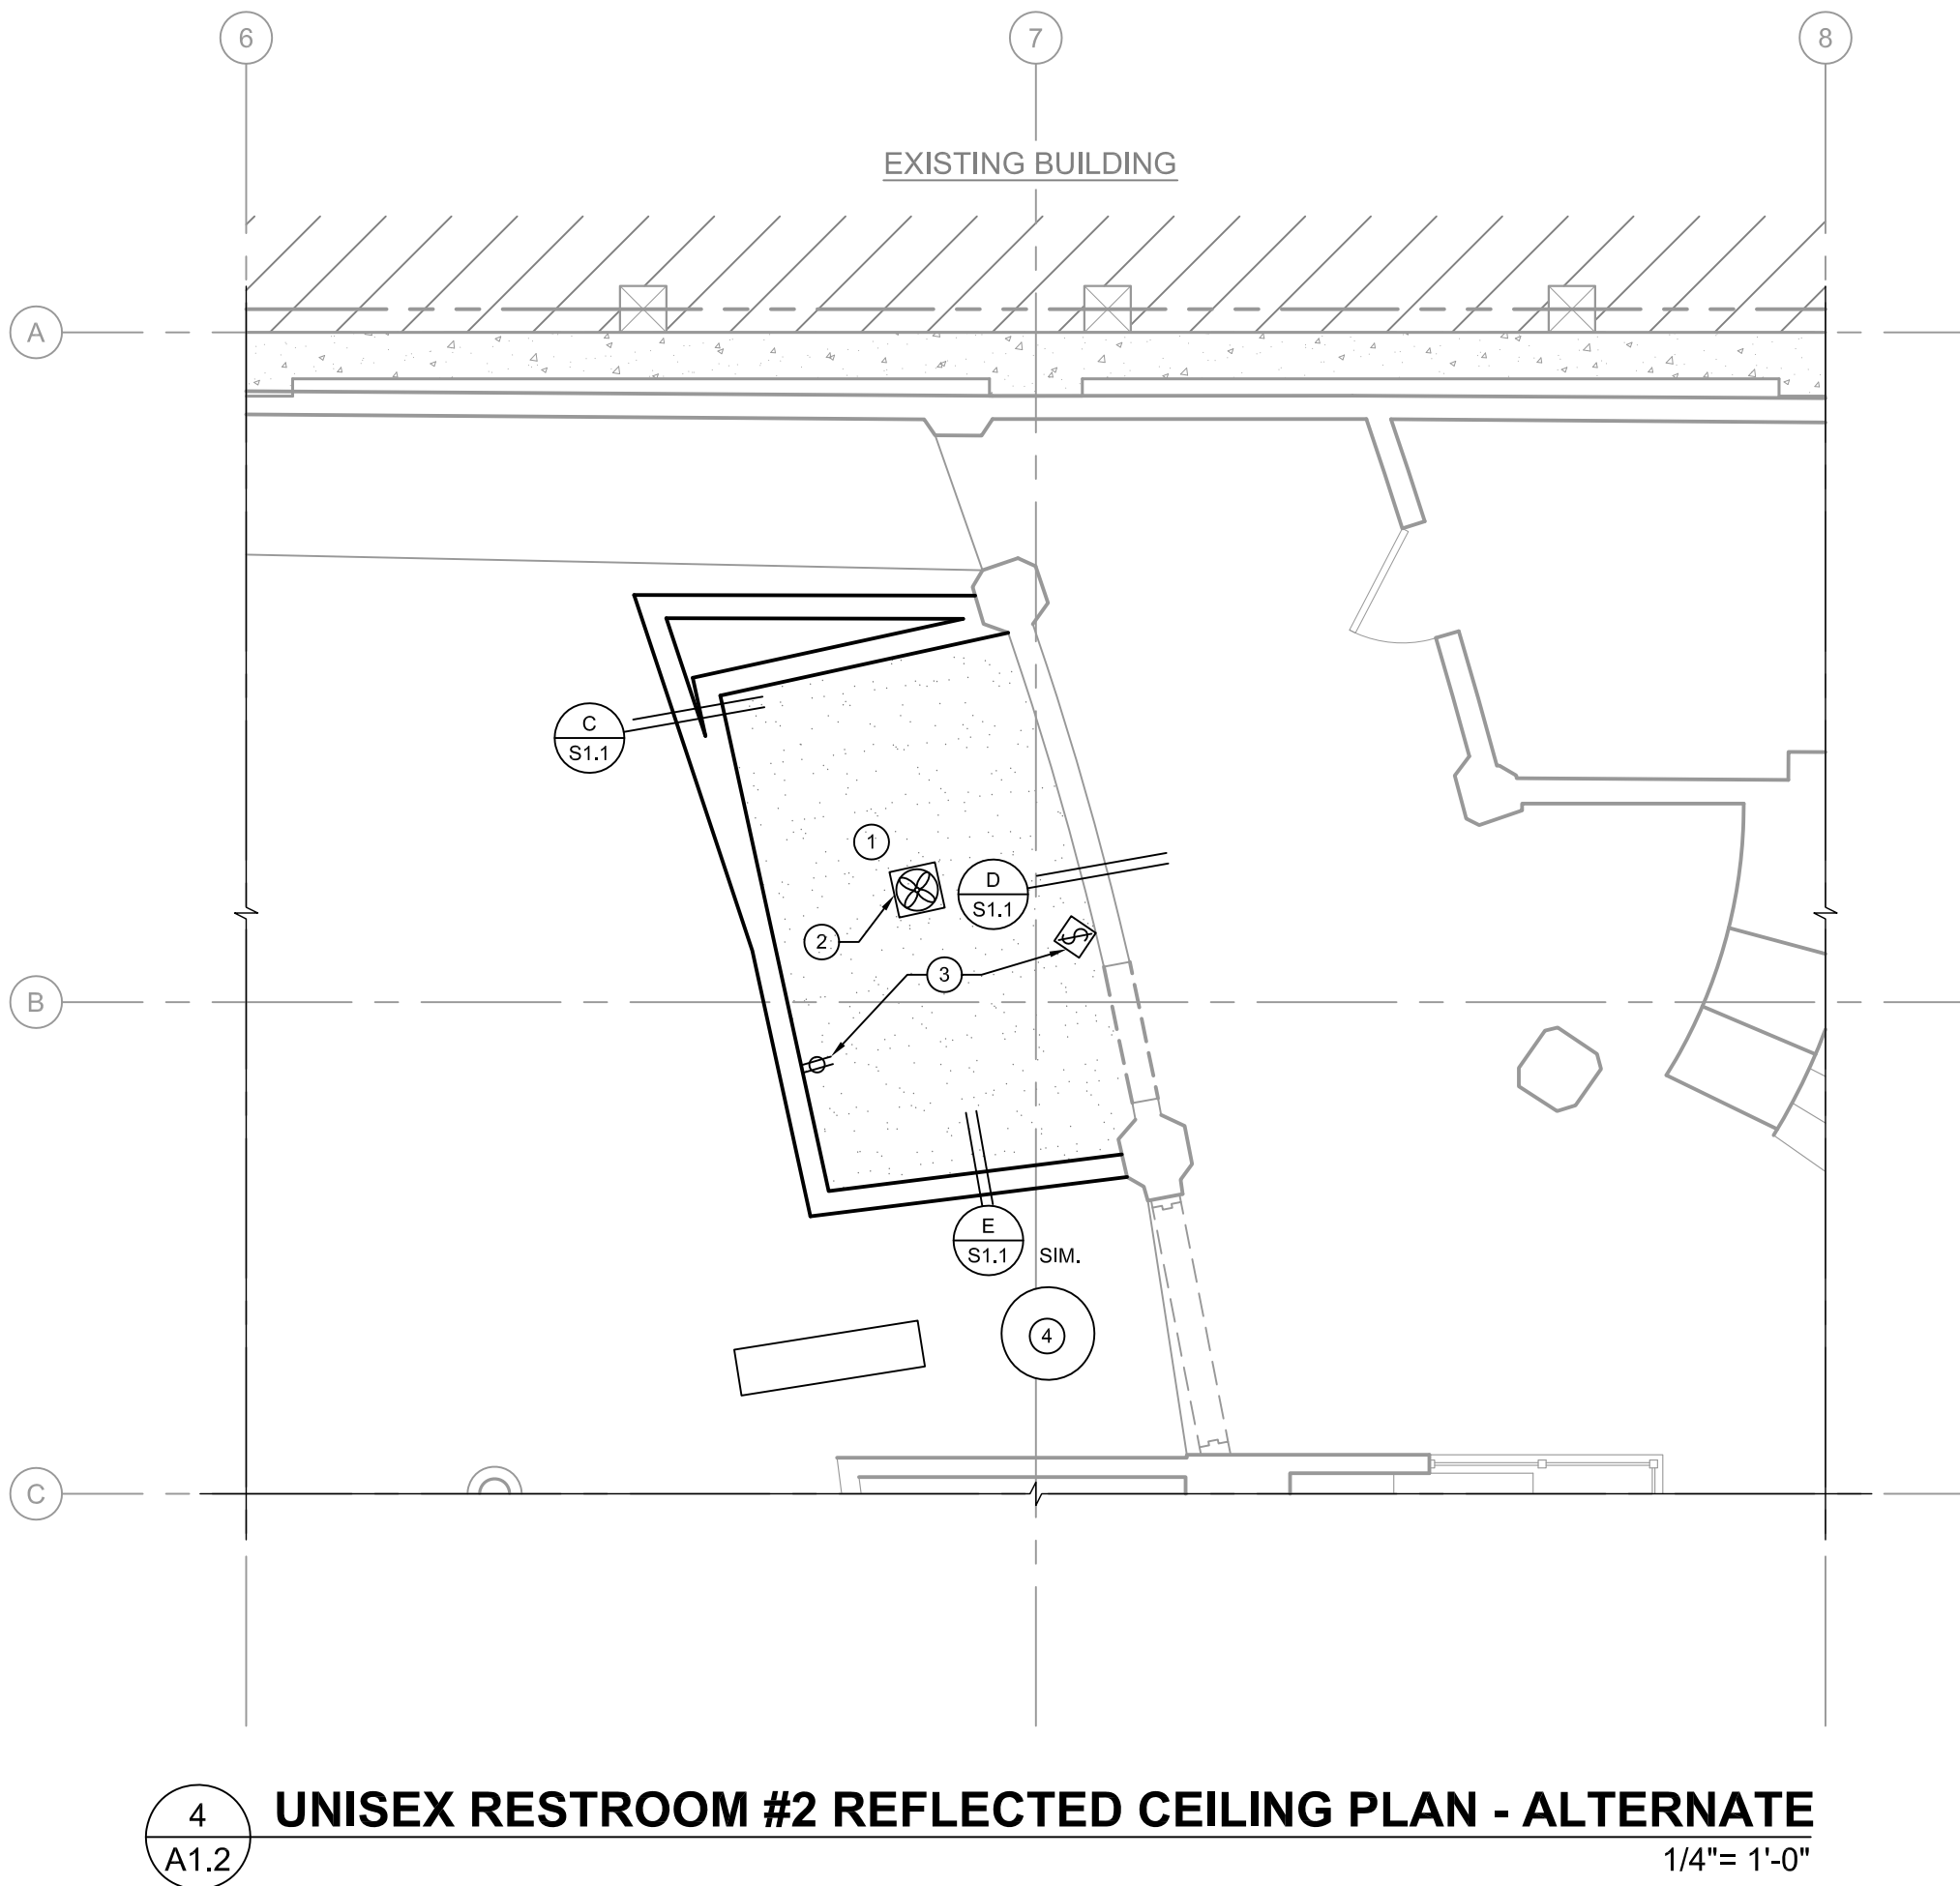 6
7
8
EXISTING BUILDING
A
C
S1.1
1
D
S1.1
2
3
B
E
S1.1 SIM.
4
C
4
A1.2
UNISEX RESTROOM #2 REFLECTED CEILING PLAN - ALTERNATE
1/4"= 1'-0"